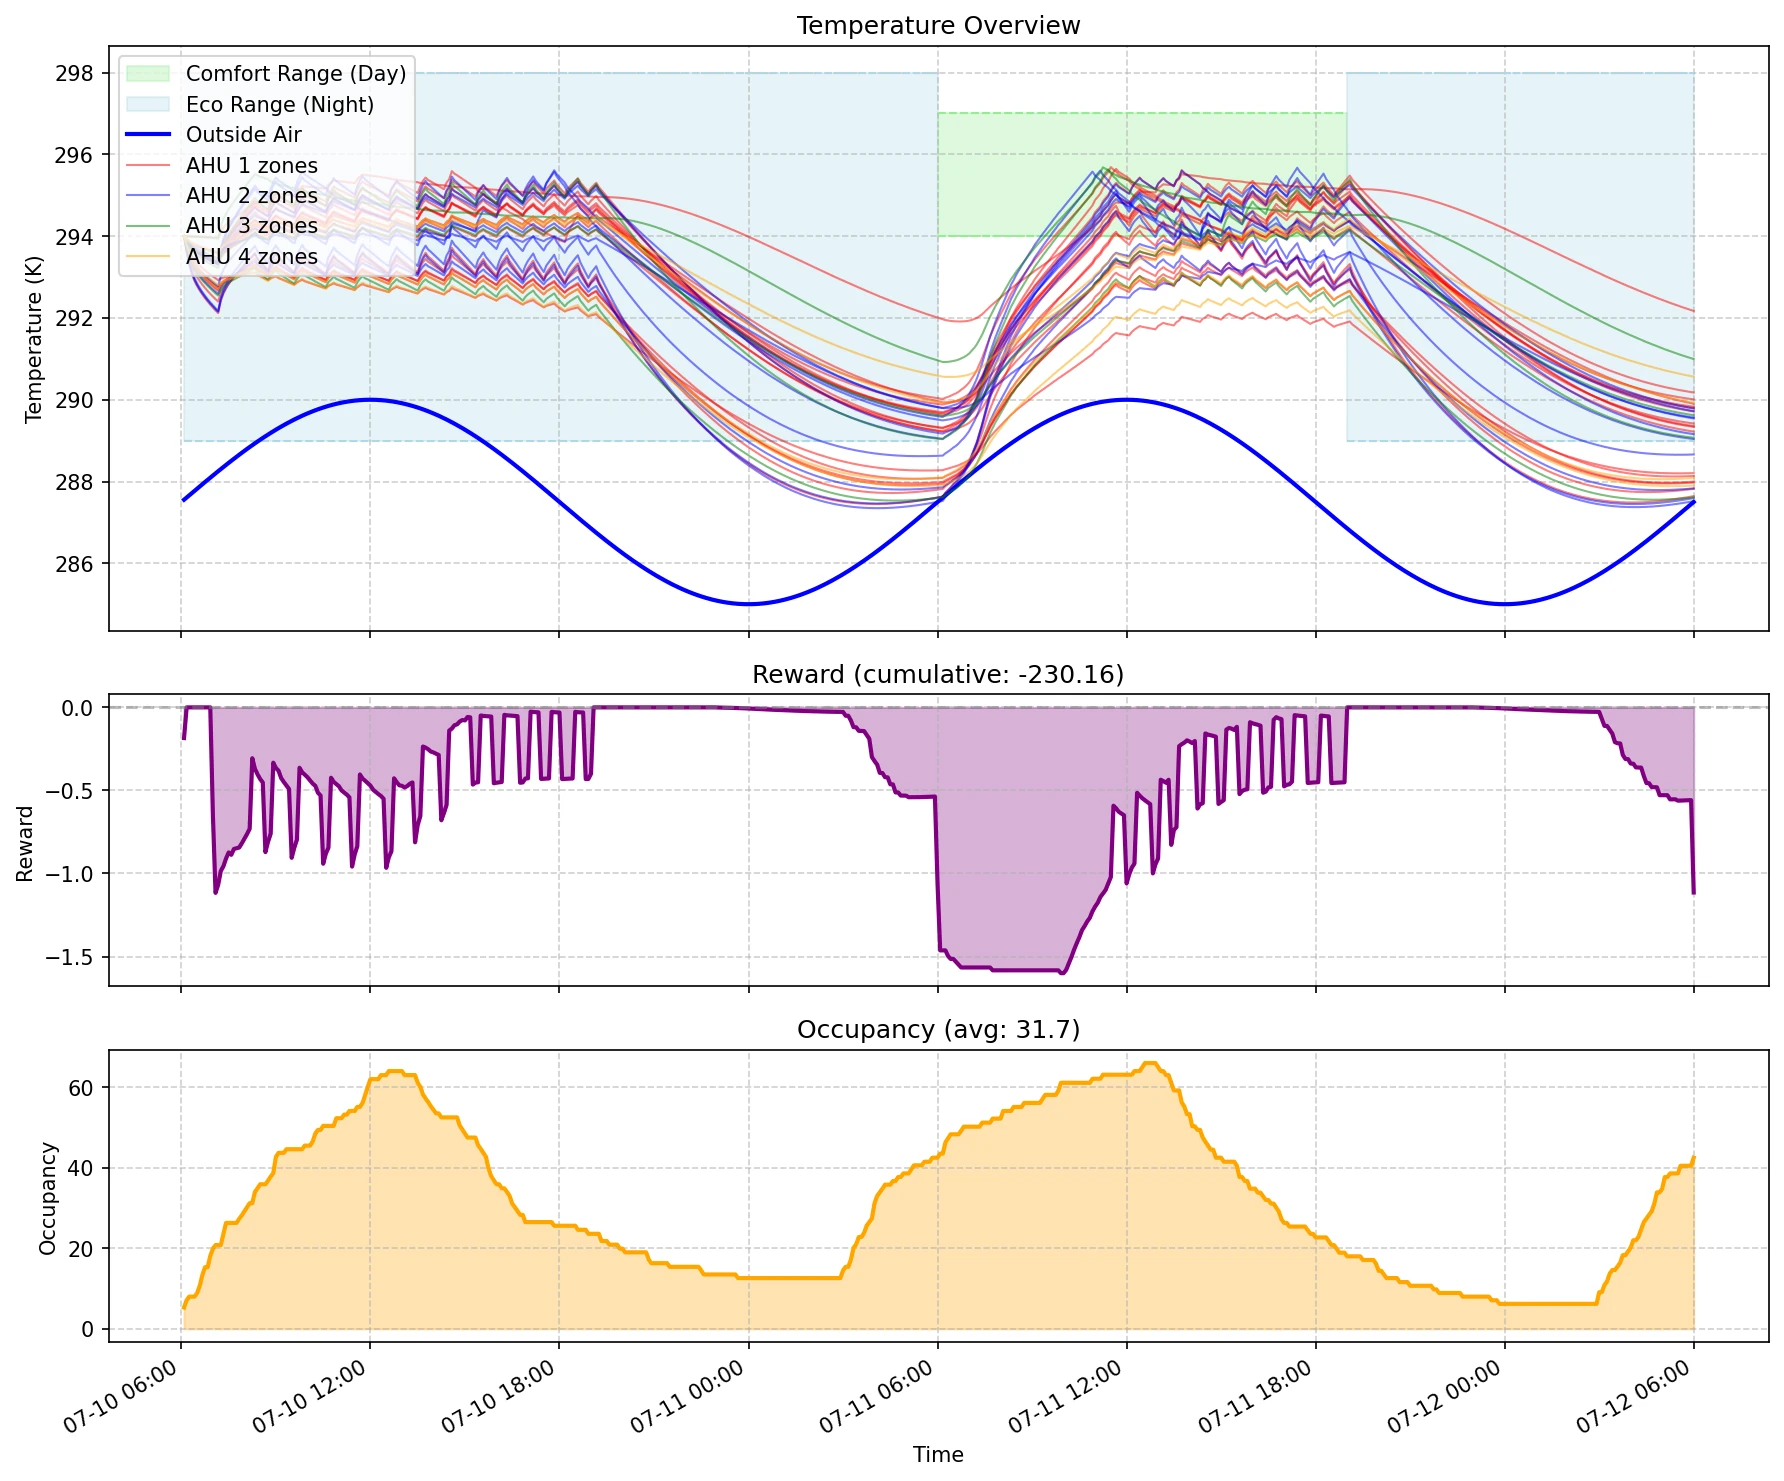 Temperature Overview
298
296
294
292
290
288
286
Temperature (K)
Comfort Range (Day)
Eco Range (Night)
Outside Air
AHU 1 zones
AHU 2 zones
AHU 3 zones
AHU 4 zones
Reward (cumulative: -230.16)
0.0
−0.5
−1.0
−1.5
Reward
Occupancy (avg: 31.7)
60
40
20
0
Occupancy
07-10 06:00
07-10 12:00
07-10 18:00
07-11 00:00
07-11 06:00
07-11 12:00
07-11 18:00
07-12 00:00
07-12 06:00
Time